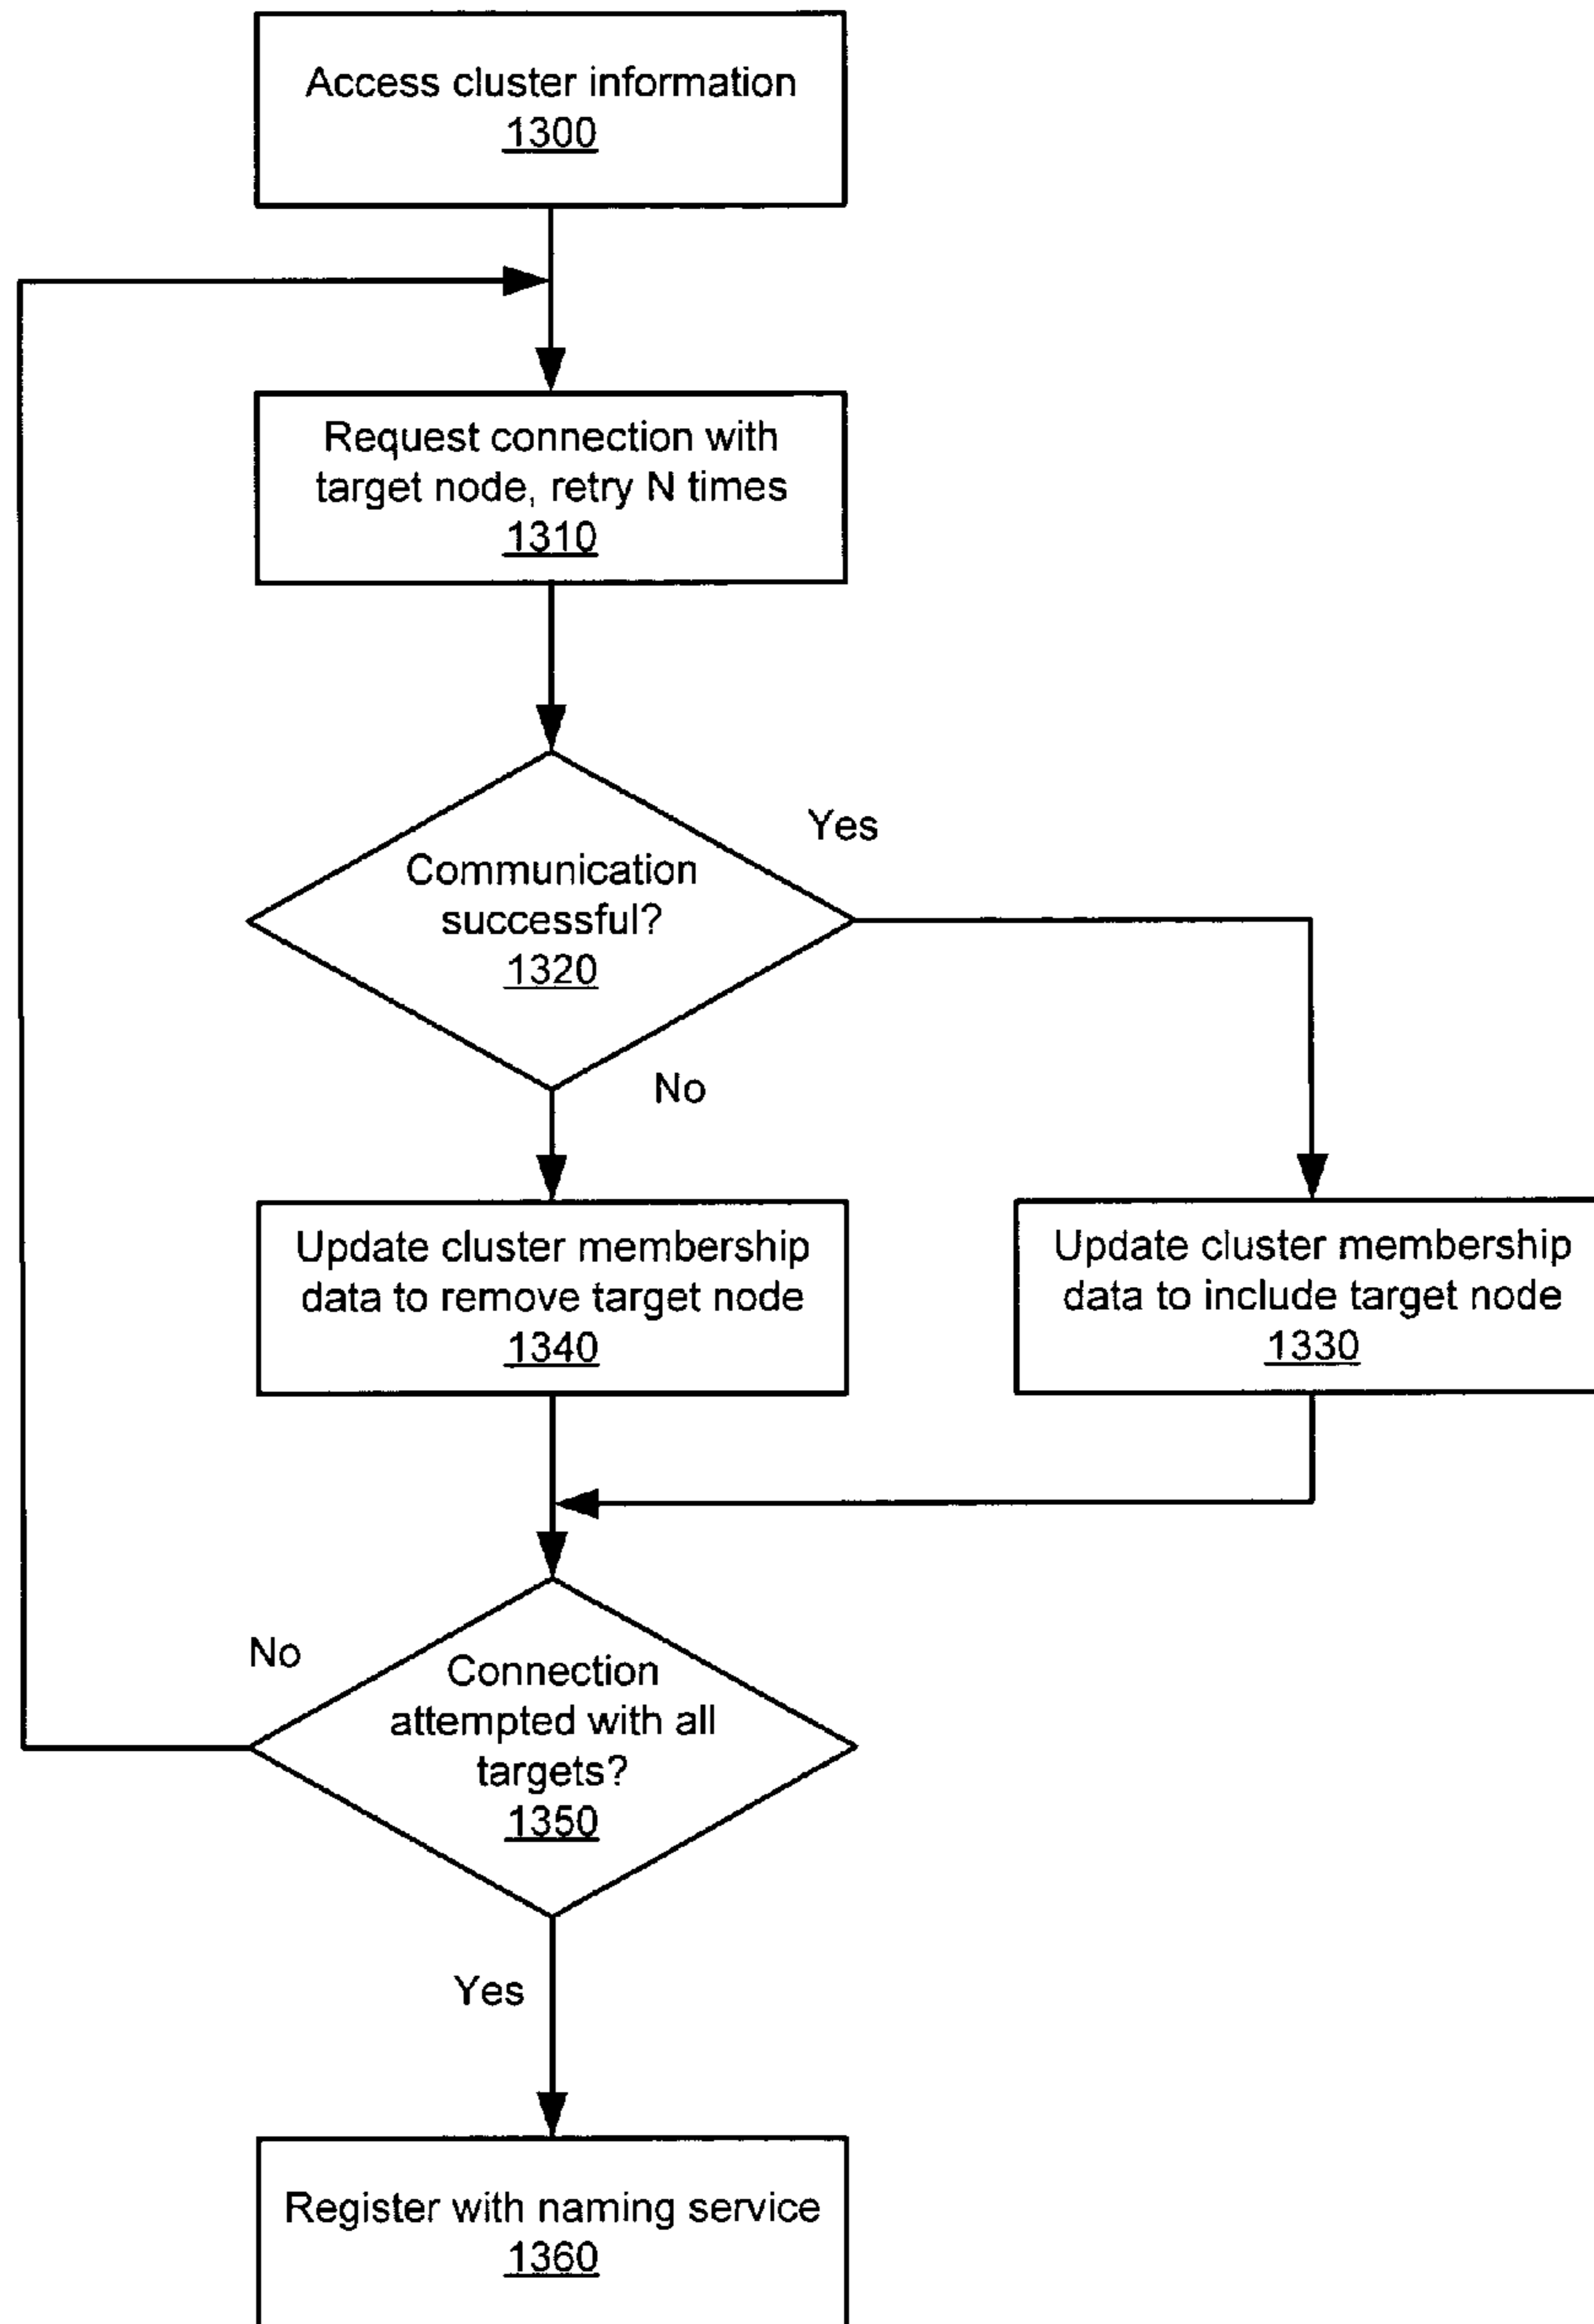 Access cluster information
1300
Request connection with
target node, retry N times
1310
Yes
Communication
successful?
1320
No
Update cluster membership
data to remove target node
1340
Update cluster membership
data to include target node
1330
No
Connection
attempted with all
targets?
1350
Yes
Register with naming service
1360